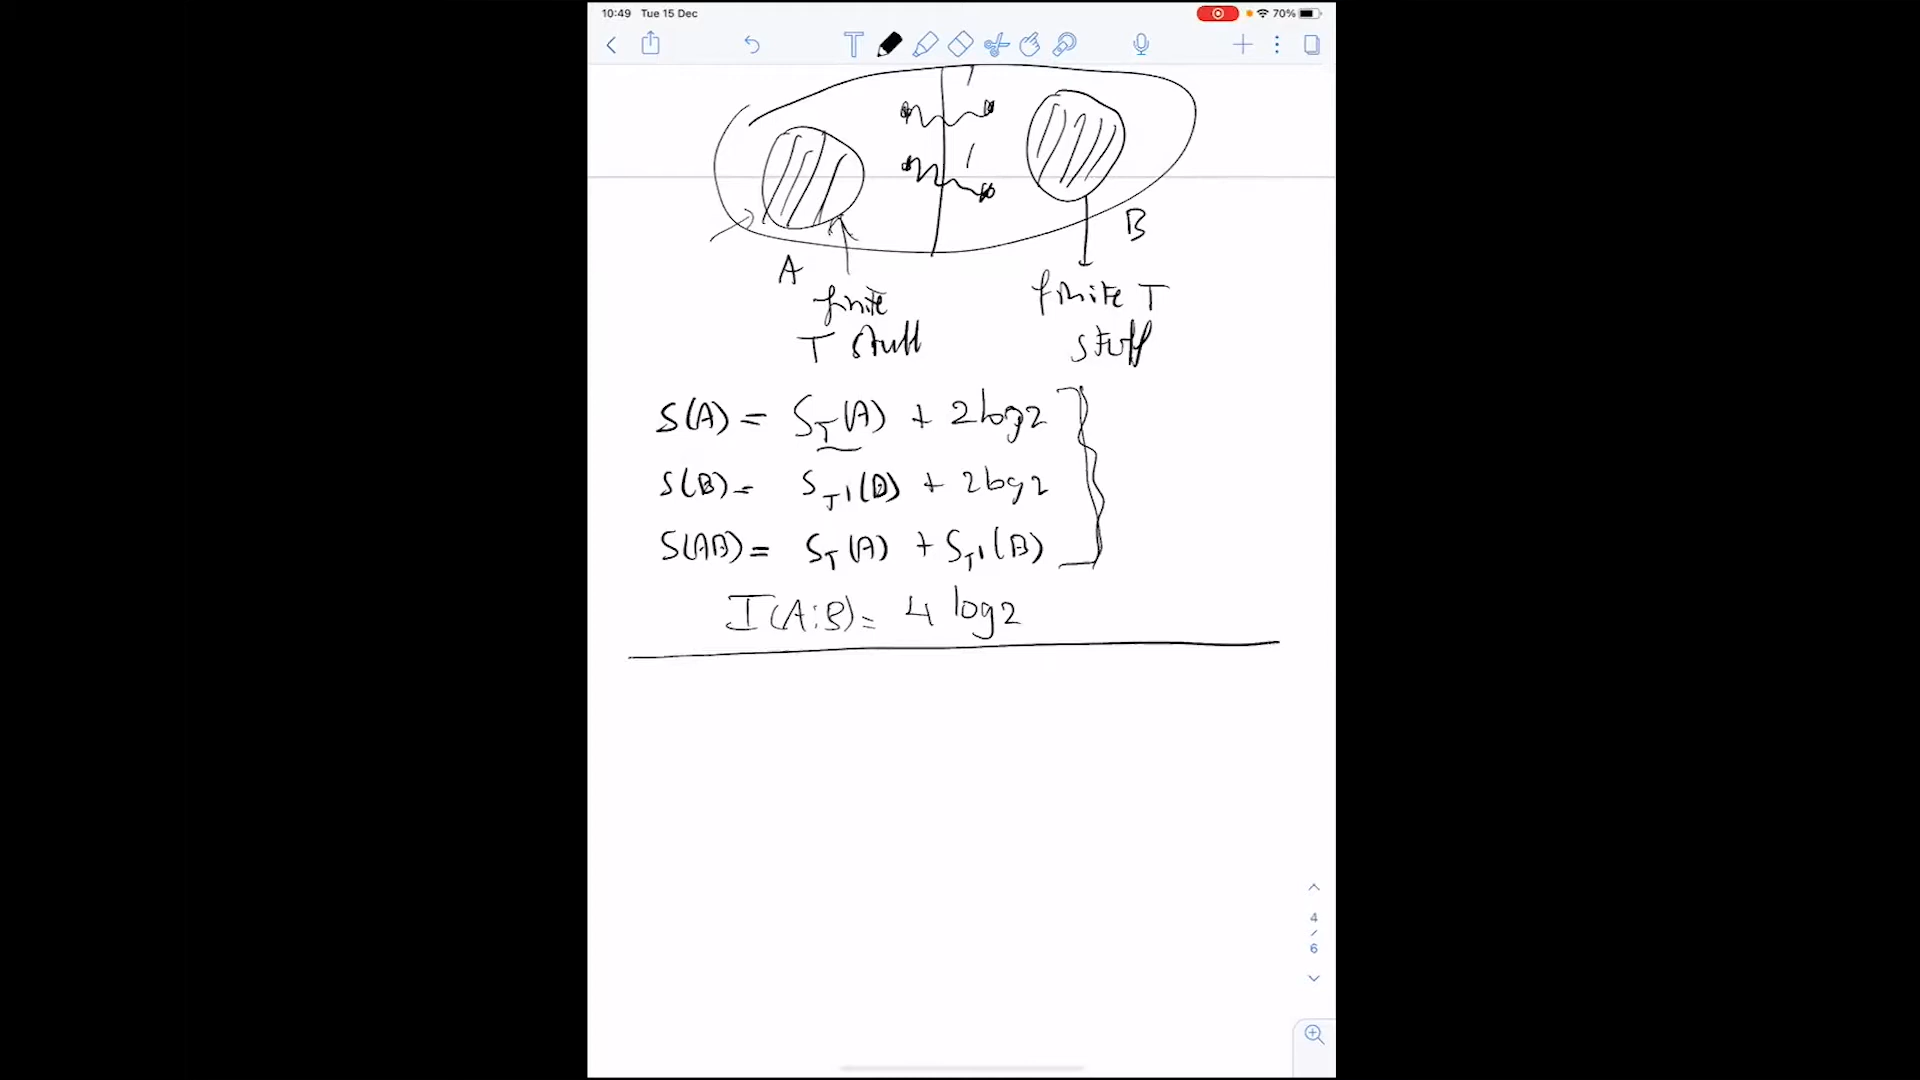 10:49 Tue 15 Dec 70%
T
B
A
finite
T stuff
finite T
stuff
S(A) = S_T(A) + 2log2
S(B) = S_T'(B) + 2log2
S(AB) = S_T(A) + S_T'(B)
I(A:B) = 4 log2
4
/
6